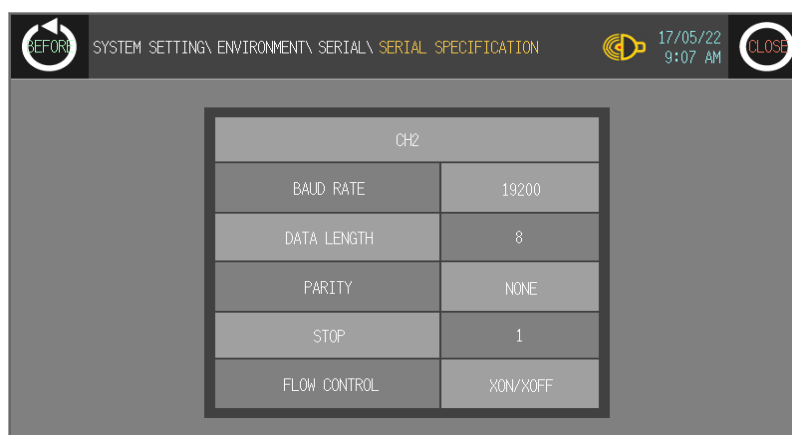 BEFORE SYSTEM SETTING\ ENVIRONMENT\ SERIAL\ SERIAL SPECIFICATION 17/05/22 CLOSE
9:07 AM
CH2
BAUD RATE 19200
DATA LENGTH 8
PARITY NONE
STOP 1
FLOW CONTROL XON/XOFF